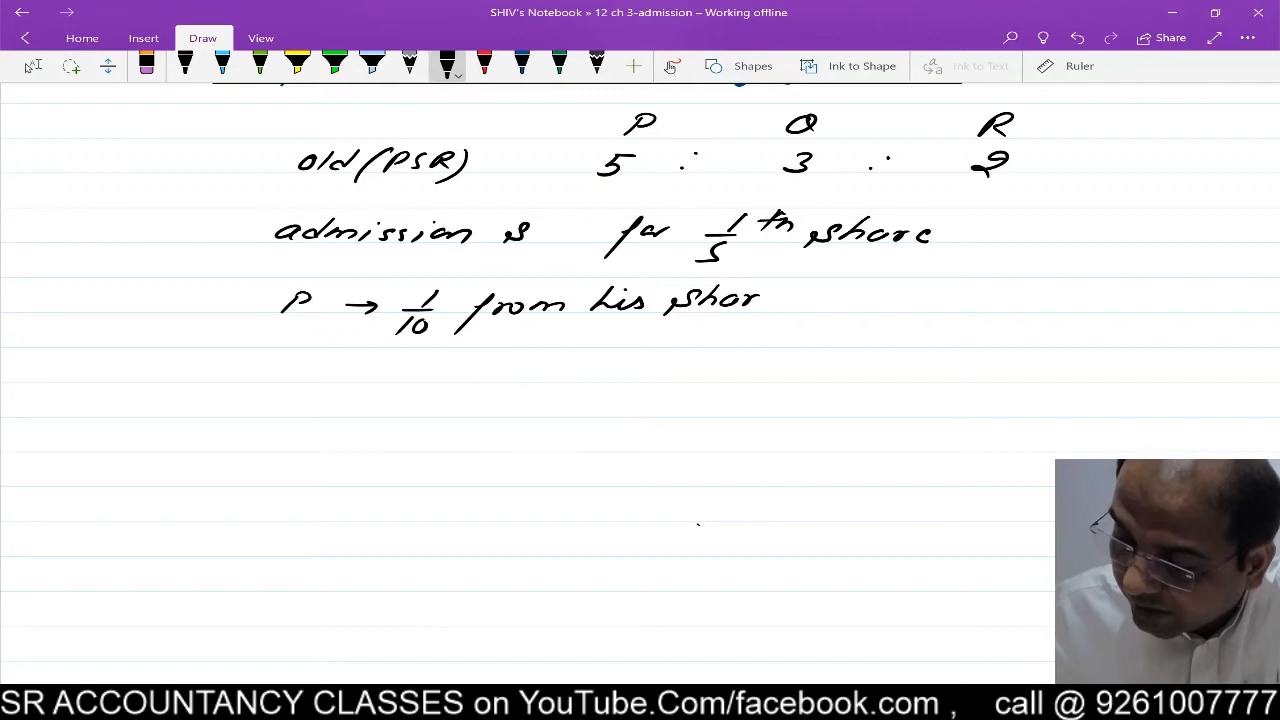 SHIV's Notebook » 12 ch 3-admission – Working offline
Home Insert Draw View Share
Shapes Ink to Shape Ink to Text Ruler
P Q R
old (PSR) 5 : 3 : 2
admission is for 1/5 th share
P → 1/10 from his shar
SR ACCOUNTANCY CLASSES on YouTube.Com/facebook.com , call @ 9261007777